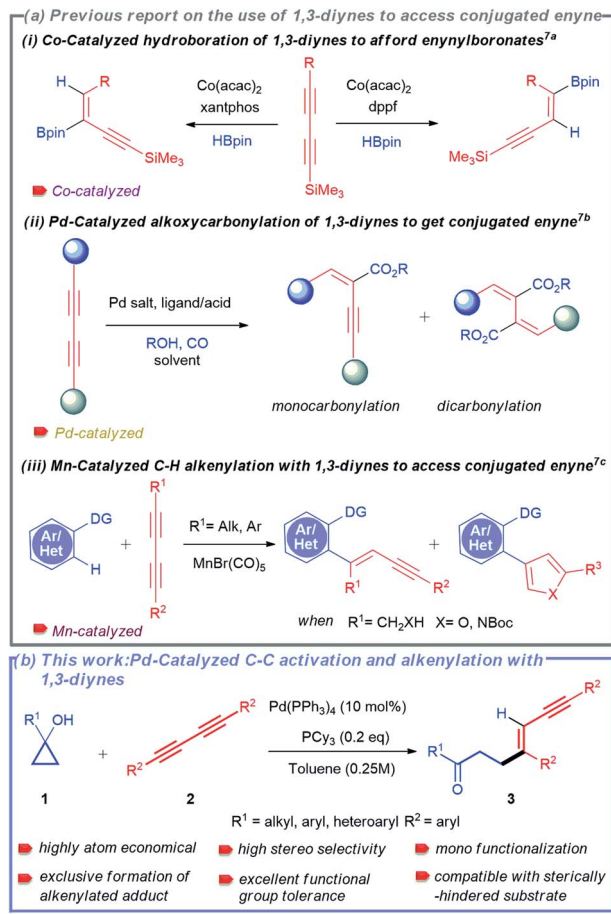 (a) Previous report on the use of 1,3-diynes to access conjugated enyne
(i) Co-Catalyzed hydroboration of 1,3-diynes to afford enynylboronates7a
H
R
Bpin
SiMe3
Co(acac)2
xantphos
HBpin
R
SiMe3
Co(acac)2
dppf
HBpin
R
Bpin
H
Me3Si
Co-catalyzed
(ii) Pd-Catalyzed alkoxycarbonylation of 1,3-diynes to get conjugated enyne7b
Pd salt, ligand/acid
ROH, CO
solvent
CO2R
+
CO2R
RO2C
monocarbonylation
dicarbonylation
Pd-catalyzed
(iii) Mn-Catalyzed C-H alkenylation with 1,3-diynes to access conjugated enyne7c
Ar/
Het
DG
H
+
R1
R2
R1= Alk, Ar
MnBr(CO)5
Ar/
Het
DG
R1
R2
+
Ar/
Het
DG
R3
X
when R1= CH2XH X= O, NBoc
Mn-catalyzed
(b) This work:Pd-Catalyzed C-C activation and alkenylation with
1,3-diynes
R1 OH
1
+
R2
R2
2
Pd(PPh3)4 (10 mol%)
PCy3 (0.2 eq)
Toluene (0.25M)
R1
O
H
R2
R2
3
R1 = alkyl, aryl, heteroaryl R2 = aryl
highly atom economical
high stereo selectivity
mono functionalization
exclusive formation of
alkenylated adduct
excellent functional
group tolerance
compatible with sterically
-hindered substrate